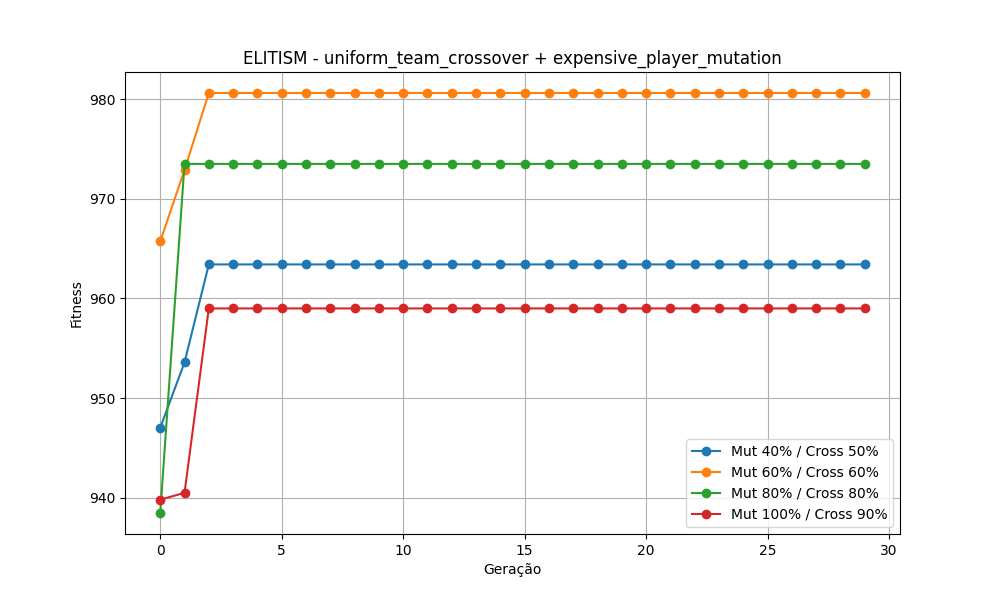 ELITISM - uniform_team_crossover + expensive_player_mutation
Fitness
980
970
960
950
940
0
5
10
15
20
25
30
Geração
Mut 40% / Cross 50%
Mut 60% / Cross 60%
Mut 80% / Cross 80%
Mut 100% / Cross 90%